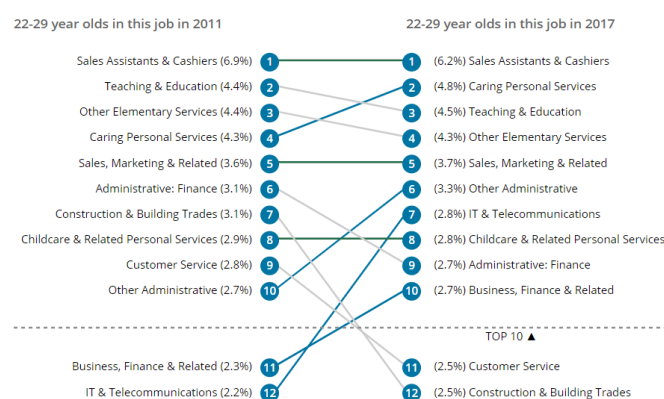 22-29 year olds in this job in 2011
22-29 year olds in this job in 2017
Sales Assistants & Cashiers (6.9%) 1
1 (6.2%) Sales Assistants & Cashiers
Teaching & Education (4.4%) 2
2 (4.8%) Caring Personal Services
Other Elementary Services (4.4%) 3
3 (4.5%) Teaching & Education
Caring Personal Services (4.3%) 4
4 (4.3%) Other Elementary Services
Sales, Marketing & Related (3.6%) 5
5 (3.7%) Sales, Marketing & Related
Administrative: Finance (3.1%) 6
6 (3.3%) Other Administrative
Construction & Building Trades (3.1%) 7
7 (2.8%) IT & Telecommunications
Childcare & Related Personal Services (2.9%) 8
8 (2.8%) Childcare & Related Personal Services
Customer Service (2.8%) 9
9 (2.7%) Administrative: Finance
Other Administrative (2.7%) 10
10 (2.7%) Business, Finance & Related
TOP 10 ▲
Business, Finance & Related (2.3%) 11
11 (2.5%) Customer Service
IT & Telecommunications (2.2%) 12
12 (2.5%) Construction & Building Trades